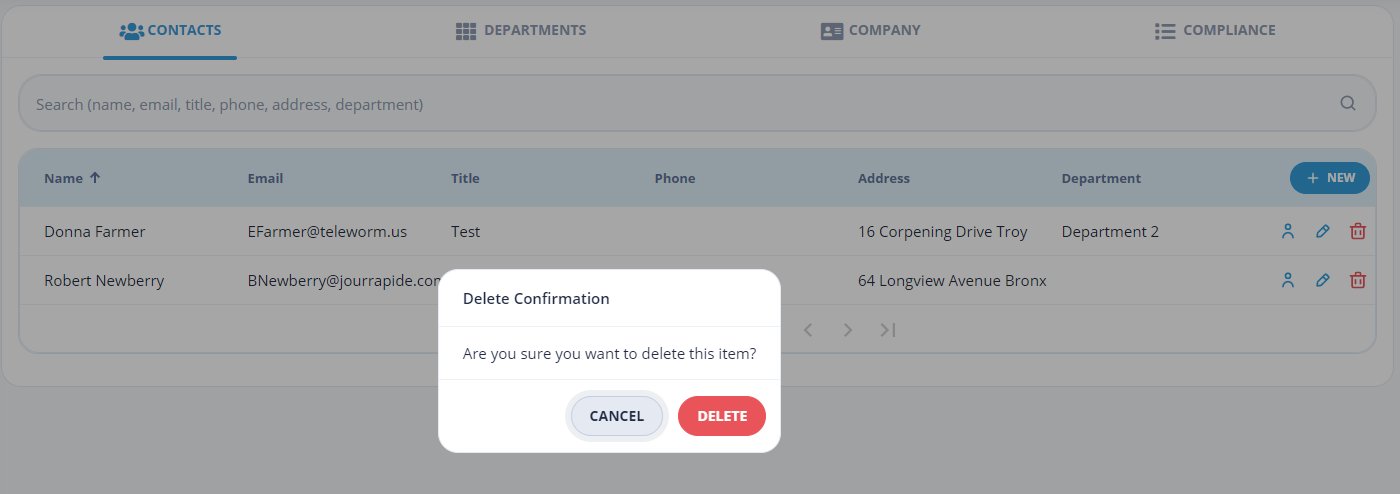 CONTACTS DEPARTMENTS COMPANY COMPLIANCE
Search (name, email, title, phone, address, department)
Name Email Title Phone Address Department NEW
Donna Farmer EFarmer@teleworm.us Test 16 Corpening Drive Troy Department 2
Robert Newberry BNewberry@jourrapide.com 64 Longview Avenue Bronx
Delete Confirmation
Are you sure you want to delete this item?
CANCEL DELETE